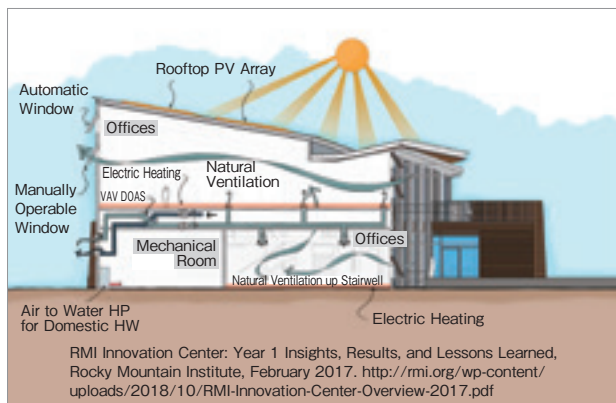 Rooftop PV Array
Automatic
Window
Offices
Electric Heating
Natural
Ventilation
Manually
Operable
Window
VAV DOAS
Mechanical
Room
Offices
Natural Ventilation up Stairwell
Air to Water HP
for Domestic HW
Electric Heating
RMI Innovation Center: Year 1 Insights, Results, and Lessons Learned,
Rocky Mountain Institute, February 2017. http://rmi.org/wp-content/
uploads/2018/10/RMI-Innovation-Center-Overview-2017.pdf